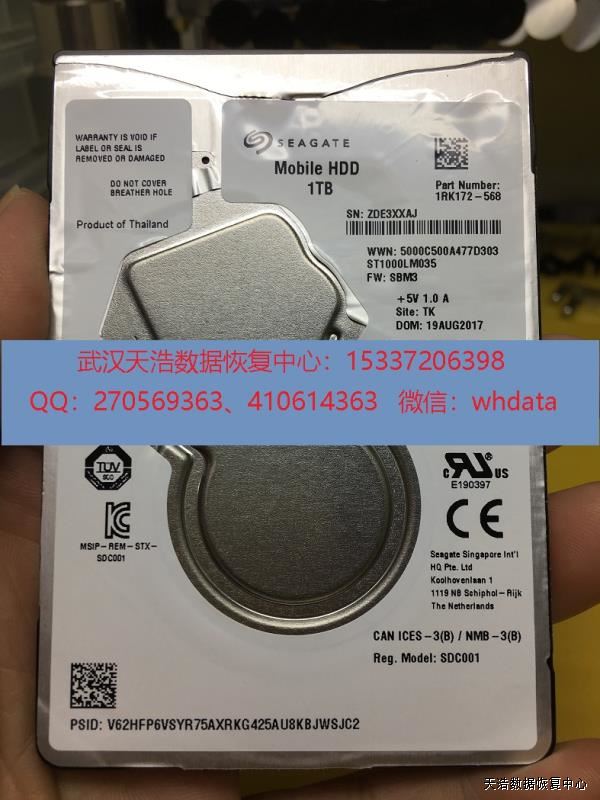 WARRANTY IS VOID IF
LABEL OR SEAL IS
REMOVED OR DAMAGED
DO NOT COVER
BREATHER HOLE
Product of Thailand
SEAGATE
Mobile HDD
1TB
Part Number:
1RK172-568
SN: ZDE3XXAJ
WWN: 5000C500A477D303
ST1000LM035
FW: SBM3
+5V 1.0 A
Site: TK
DOM: 19AUG2017
武汉天浩数据恢复中心：15337206398
QQ：270569363、410614363 微信：whdata
TÜV
SÜD
C RU US
E190397
MSIP-REM-STX-
SDC001
CE
Seagate Singapore Int'l
HQ Pte. Ltd
Koolhovenlaan 1
1119 NB Schiphol-Rijk
The Netherlands
CAN ICES-3(B) / NMB-3(B)
Reg. Model: SDC001
PSID: V62HFP6VSYR75AXRKG425AU8KBJWSJC2
天浩数据恢复中心